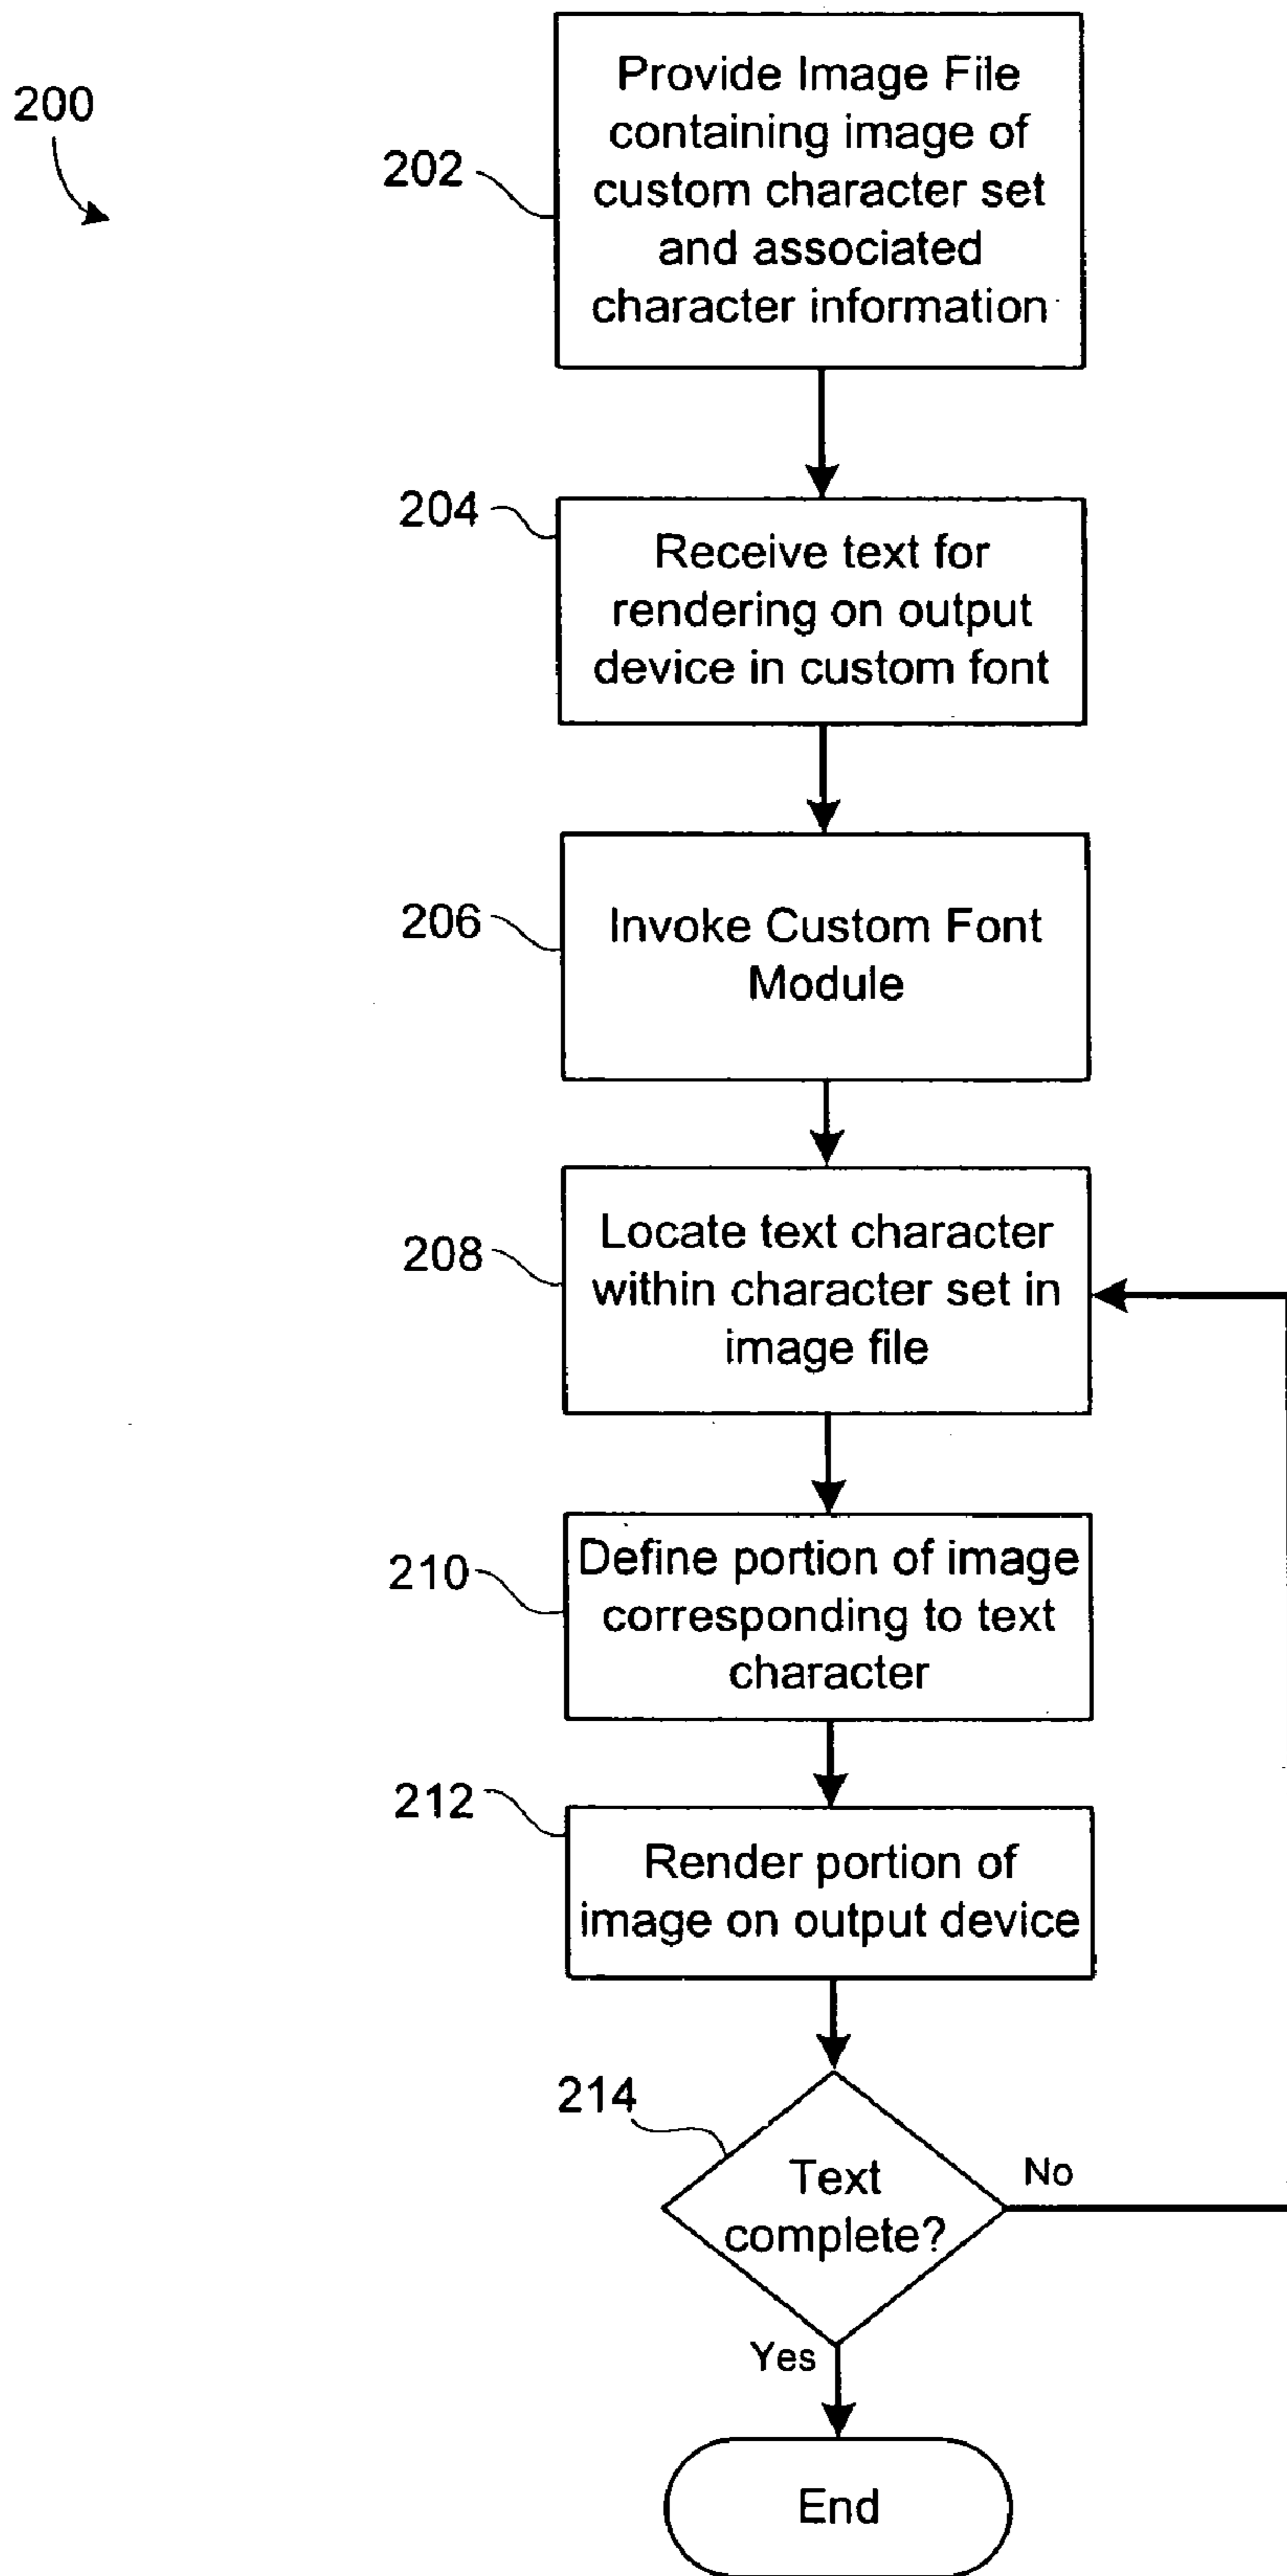 200
202
Provide Image File
containing image of
custom character set
and associated
character information
204
Receive text for
rendering on output
device in custom font
206
Invoke Custom Font
Module
208
Locate text character
within character set in
image file
210
Define portion of image
corresponding to text
character
212
Render portion of
image on output device
214
Text
complete?
No
Yes
End